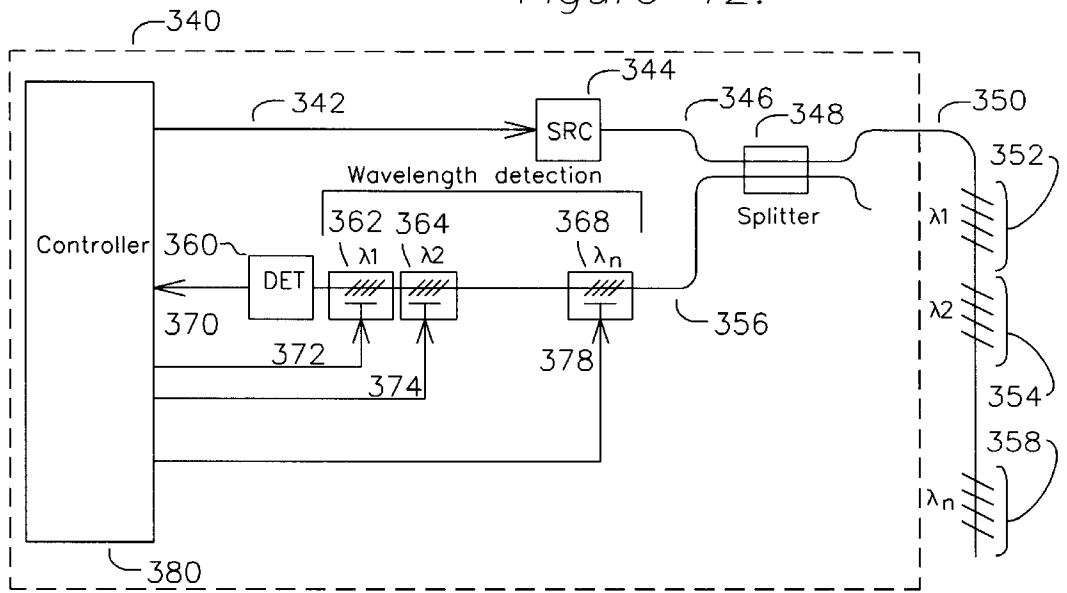 Figure 12.
340
342
344
SRC
346
348
350
352
Wavelength detection
Splitter
λ1
Controller
360
362
λ1
364
λ2
368
λn
DET
λ2
370
356
372
374
378
354
358
λn
380